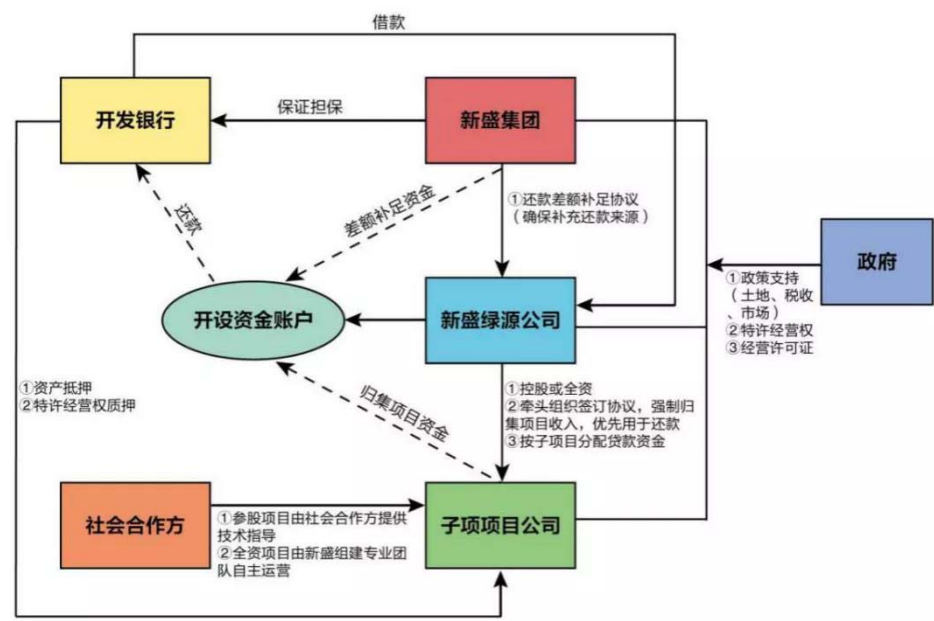 借款
开发银行
保证担保
新盛集团
还款
差额补足资金
①还款差额补足协议
（确保补充还款来源）
政府
①政策支持
（土地、税收
、市场）
②特许经营权
③经营许可证
开设资金账户
新盛绿源公司
①资产抵押
②特许经营权质押
归集项目资金
①控股或全资
②牵头组织签订协议，强制归
集项目收入，优先用于还款
③按子项目分配贷款资金
社会合作方
①参股项目由社会合作方提供
技术指导
②全资项目由新盛组建专业团
队自主运营
子项项目公司